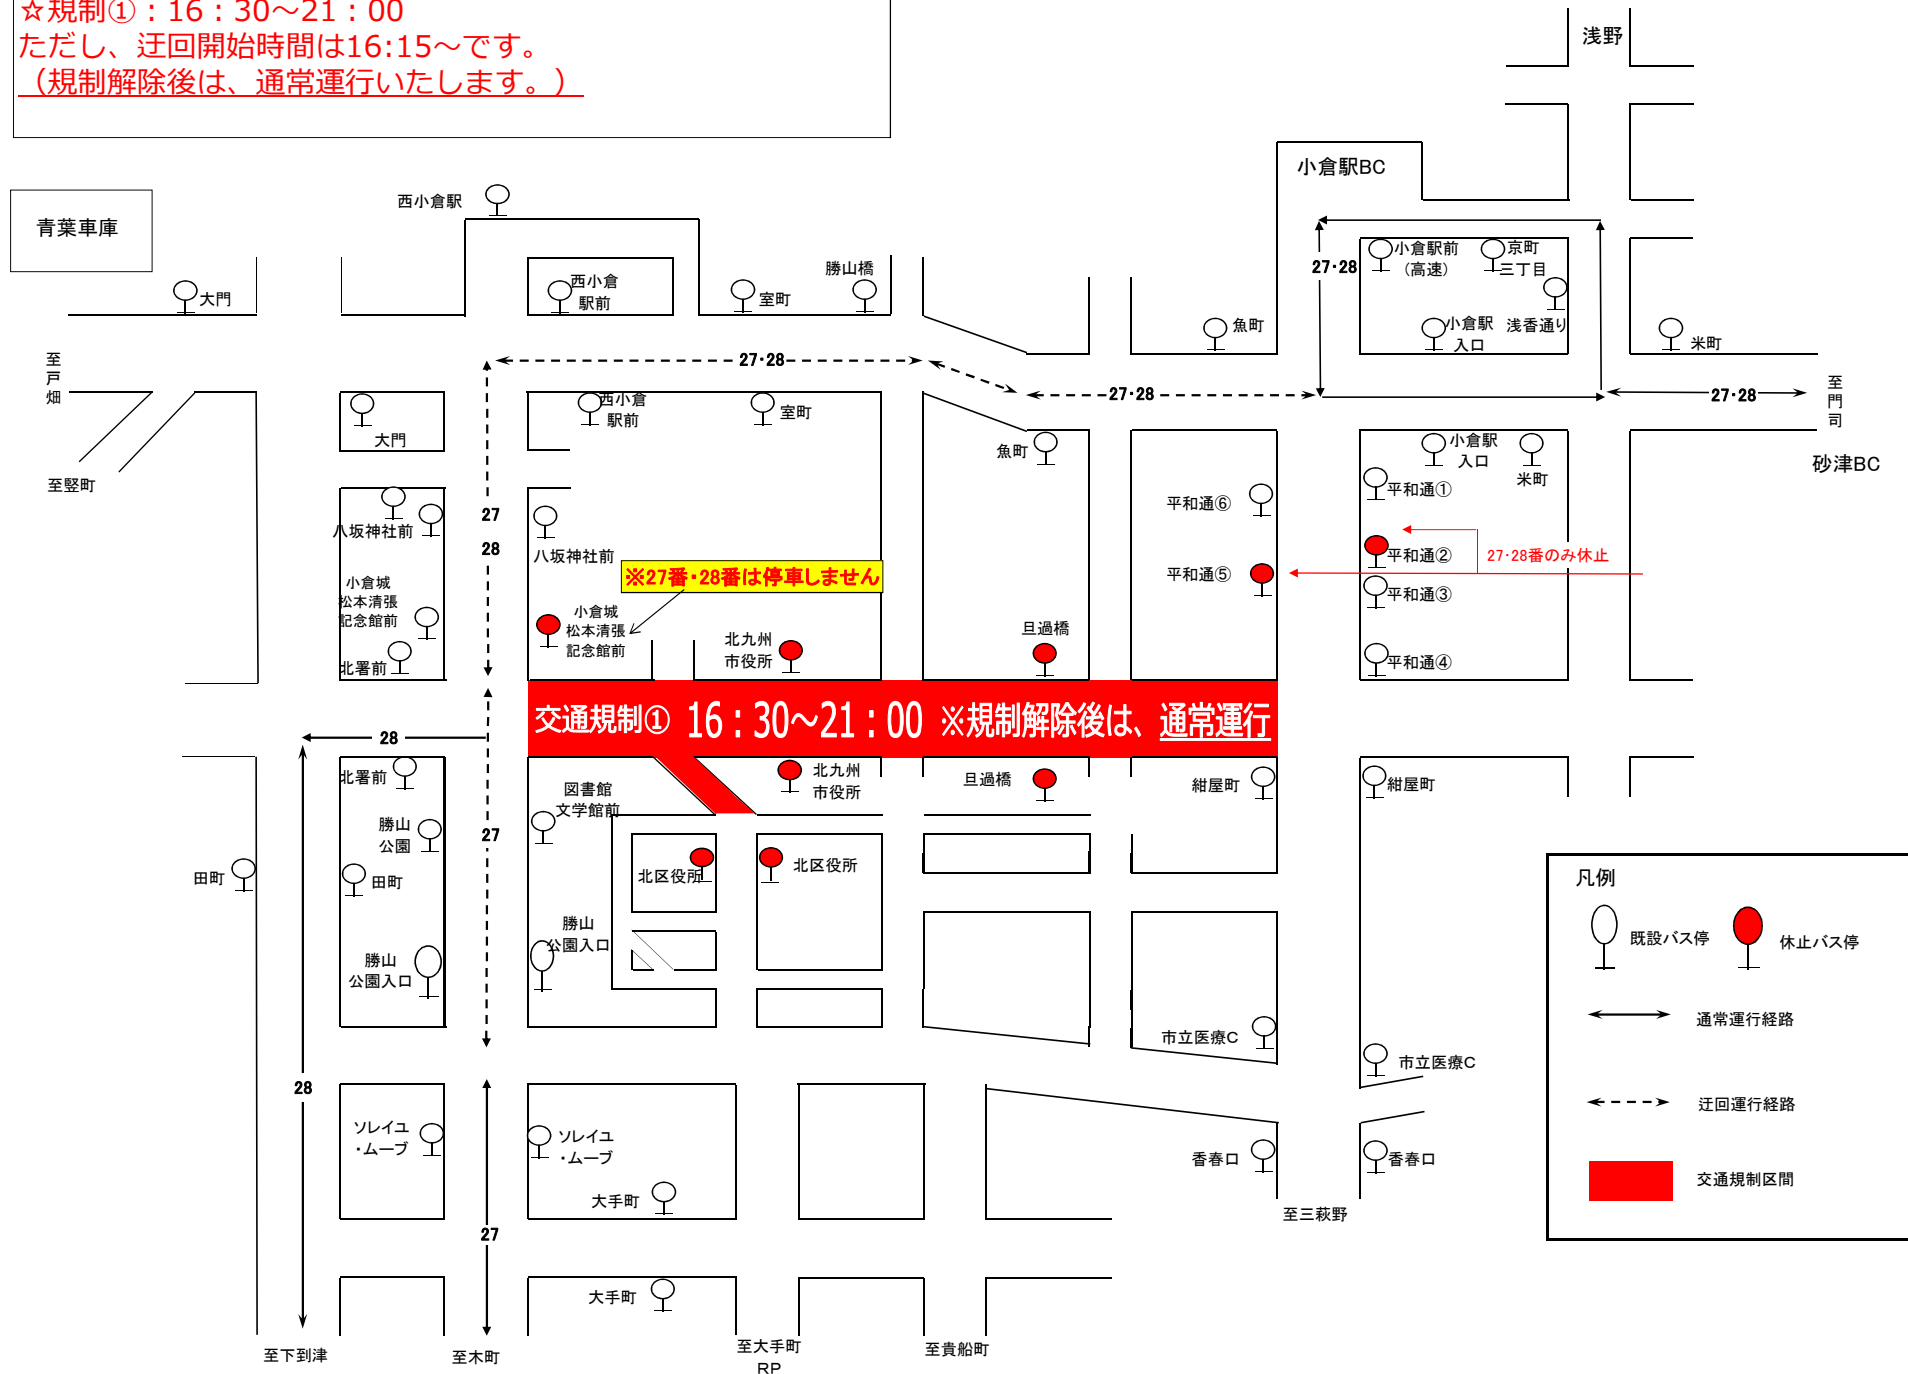 ☆規制①：16：30～21：00
ただし、迂回開始時間は16:15～です。
（規制解除後は、通常運行いたします。）
浅野
小倉駅BC
青葉車庫
西小倉駅
大門
西小倉
駅前
室町
勝山橋
魚町
27･28
小倉駅前
（高速）
京町
三丁目
小倉駅
入口
浅香通り
米町
至
戸
畑
27･28
27･28
27･28
至
門
司
砂津BC
至竪町
大門
西小倉
駅前
室町
魚町
小倉駅
入口
米町
平和通①
平和通⑥
27
28
八坂神社前
八坂神社前
平和通②
27･28番のみ休止
平和通⑤
平和通③
※27番・28番は停車しません
小倉城
松本清張
記念館前
小倉城
松本清張
記念館前
北九州
市役所
旦過橋
平和通④
北署前
交通規制① 16：30～21：00 ※規制解除後は、通常運行
28
北署前
図書館
文学館前
北九州
市役所
旦過橋
紺屋町
紺屋町
勝山
公園
27
田町
田町
北区役所
北区役所
勝山
公園入口
勝山
公園入口
凡例
既設バス停
休止バス停
通常運行経路
迂回運行経路
交通規制区間
市立医療C
市立医療C
28
ソレイユ
・ムーブ
ソレイユ
・ムーブ
香春口
香春口
大手町
27
至三萩野
大手町
至下到津
至木町
至大手町
RP
至貴船町